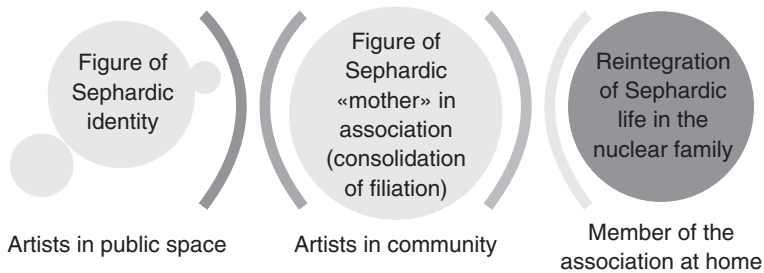 Figure of
Sephardic
identity
Figure of
Sephardic
«mother» in
association
(consolidation
of filiation)
Reintegration
of Sephardic
life in the
nuclear family
Artists in public space
Artists in community
Member of the
association at home